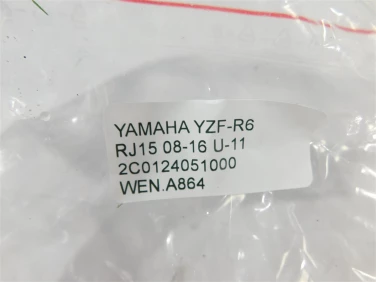 YAMAHA YZF-R6
RJ15 08-16 U-11
2C0124051000
WEN.A864